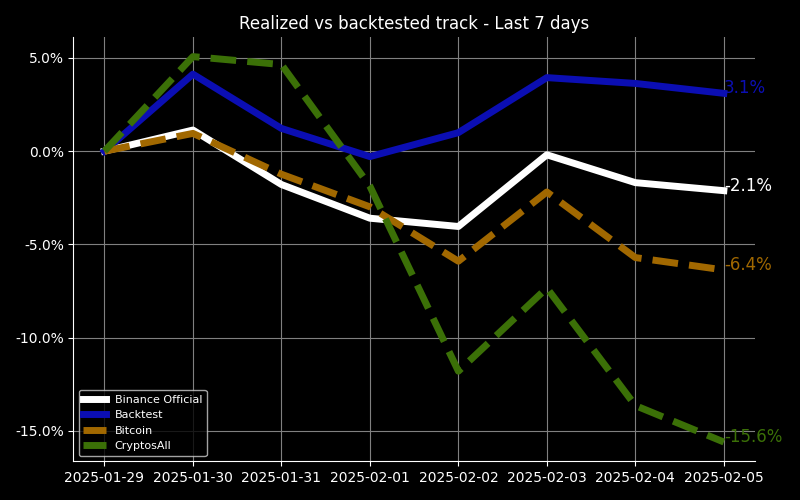 Realized vs backtested track - Last 7 days
5.0%
0.0%
-5.0%
-10.0%
-15.0%
3.1%
-2.1%
-6.4%
-15.6%
Binance Official
Backtest
Bitcoin
CryptosAll
2025-01-29 2025-01-30 2025-01-31 2025-02-01 2025-02-02 2025-02-03 2025-02-04 2025-02-05